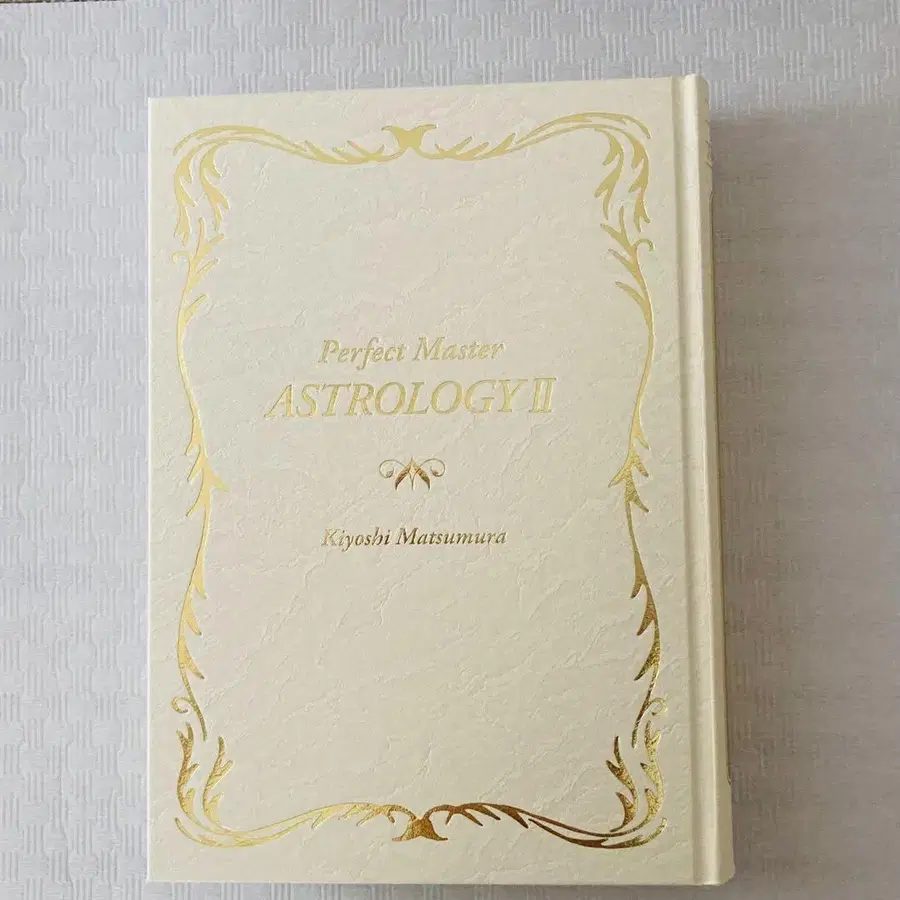 Perfect Master
ASTROLOGY II
Kiyoshi Matsumura